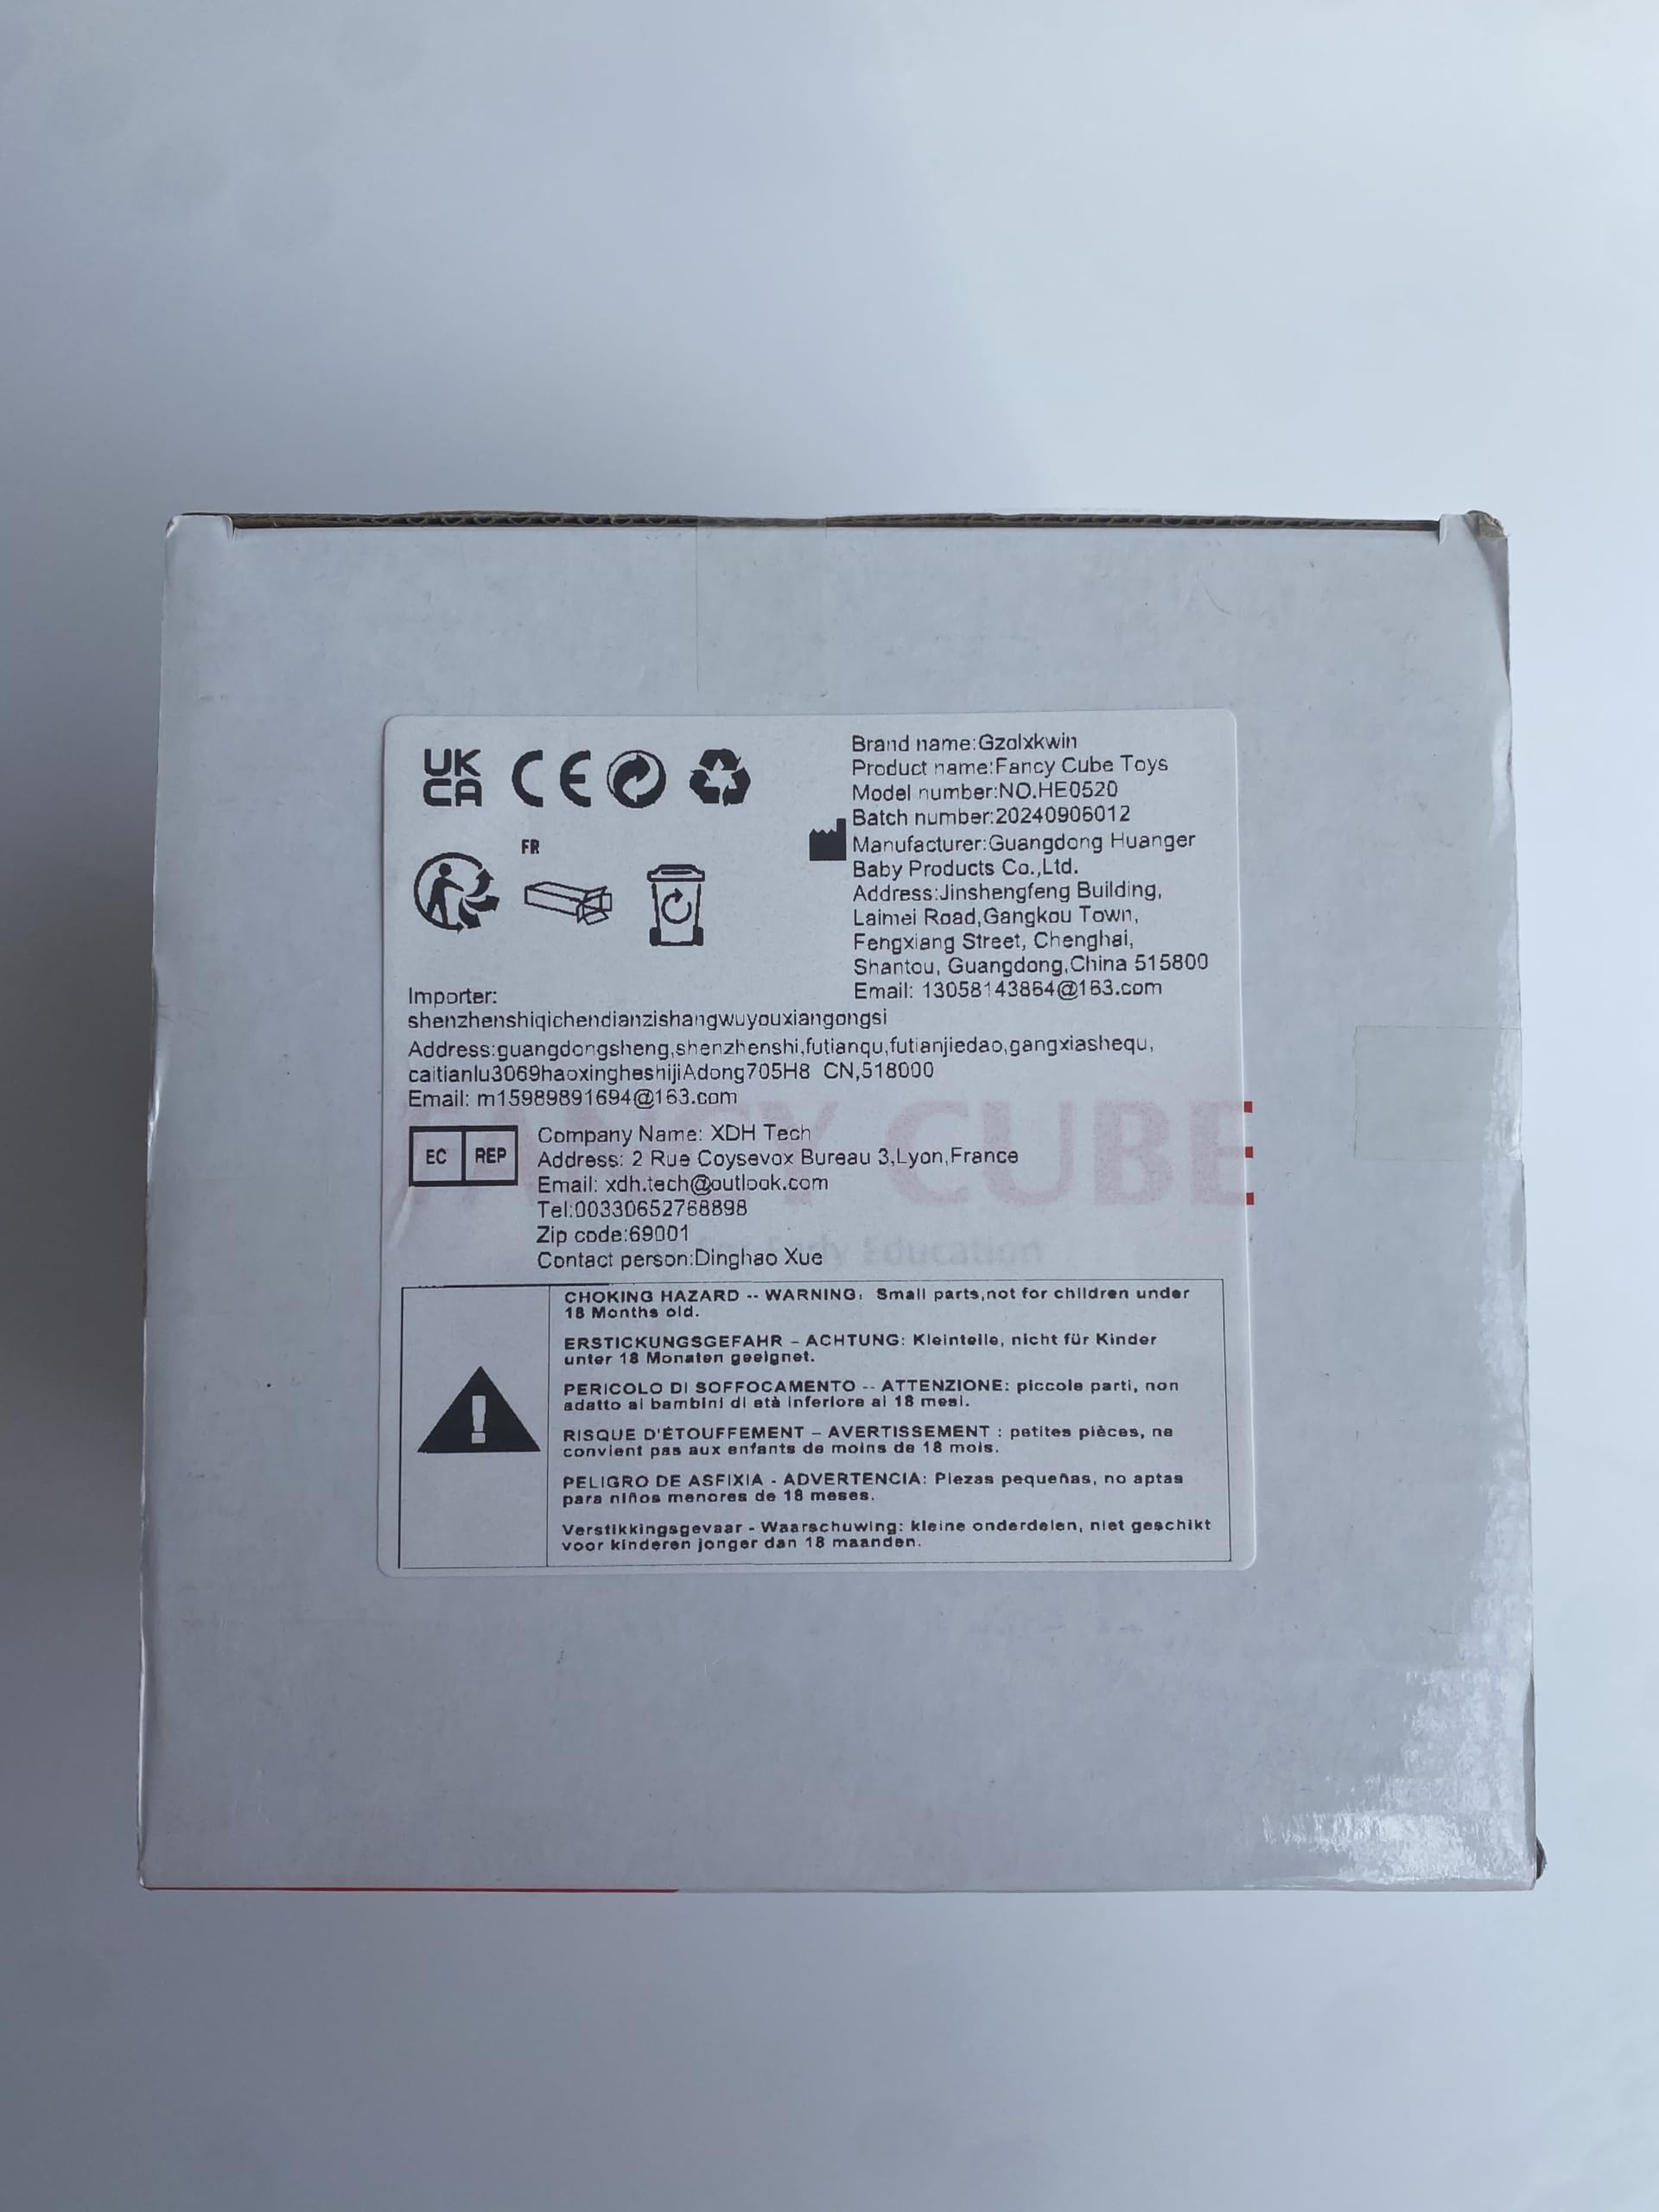 UK
CA
CE
Brand name:Gzolxkwin
Product name:Fancy Cube Toys
Model number:NO.HE0520
Batch number:20240906012
Manufacturer:Guangdong Huanger
Baby Products Co.,Ltd.
Address:Jinshengfeng Building,
Laimei Road,Gangkou Town,
Fengxiang Street, Chenghai,
Shantou, Guangdong,China 515800
Email: 13058143864@163.com
FR
Importer:
shenzhenshiqichendianzishangwuyouxiangongsi
Address:guangdongsheng,shenzhenshi,futianqu,futianjiedao,gangxiashequ,
caitianlu3069haoxingheshijiAdong705H8 CN,518000
Email: m15989891694@163.com
EC REP
Company Name: XDH Tech
Address: 2 Rue Coysevox Bureau 3,Lyon,France
Email: xdh.tech@outlook.com
Tel:00330652768898
Zip code:69001
Contact person:Dinghao Xue
CUBE
Education
CHOKING HAZARD -- WARNING: Small parts,not for children under
18 Months old.
ERSTICKUNGSGEFAHR – ACHTUNG: Kleinteile, nicht für Kinder
unter 18 Monaten geeignet.
PERICOLO DI SOFFOCAMENTO -- ATTENZIONE: piccole parti, non
adatto ai bambini di età inferiore ai 18 mesi.
RISQUE D'ÉTOUFFEMENT – AVERTISSEMENT : petites pièces, ne
convient pas aux enfants de moins de 18 mois.
PELIGRO DE ASFIXIA - ADVERTENCIA: Piezas pequeñas, no aptas
para niños menores de 18 meses.
Verstikkingsgevaar - Waarschuwing: kleine onderdelen, niet geschikt
voor kinderen jonger dan 18 maanden.